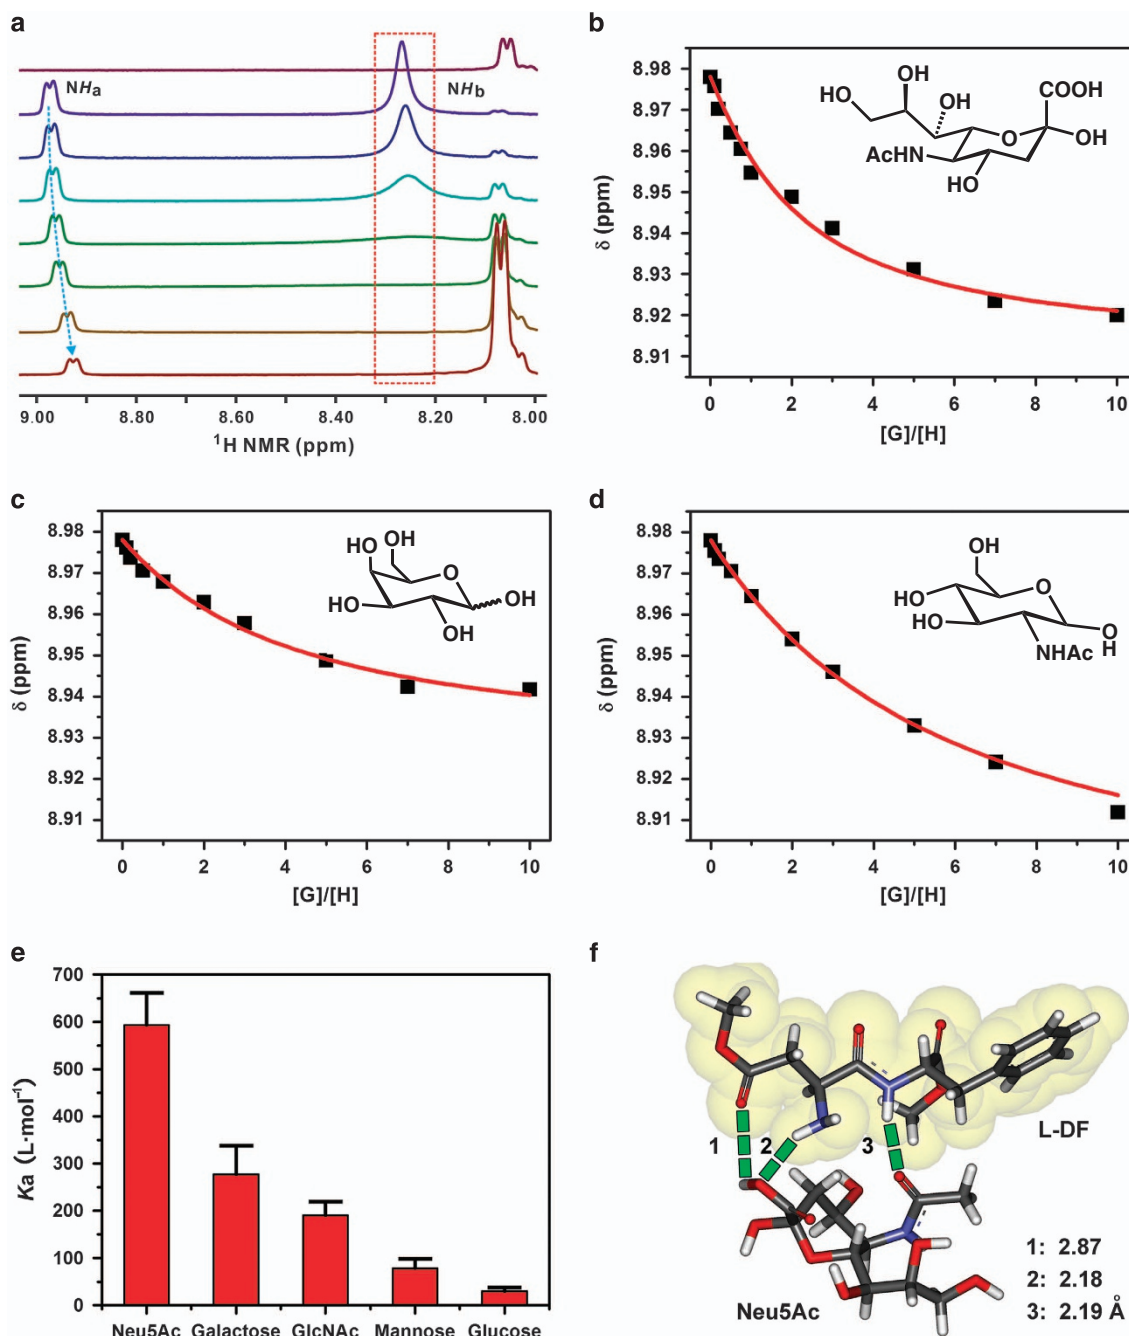 a
NHa
NHb
9.00 8.80 8.60 8.40 8.20 8.00
¹H NMR (ppm)
b
8.98
8.97
8.96
8.95
8.94
8.93
8.92
8.91
δ (ppm)
0 2 4 6 8 10
[G]/[H]
OH
HO
OH
COOH
O
OH
AcHN
HO
c
8.98
8.97
8.96
8.95
8.94
8.93
8.92
8.91
δ (ppm)
0 2 4 6 8 10
[G]/[H]
HO
OH
O
HO
OH
OH
d
8.98
8.97
8.96
8.95
8.94
8.93
8.92
8.91
δ (ppm)
0 2 4 6 8 10
[G]/[H]
OH
HO
O
HO
O
H
NHAc
e
700
600
500
400
300
200
100
0
Ka (L·mol⁻¹)
Neu5Ac Galactose GlcNAc Mannose Glucose
f
L-DF
1 2 3
Neu5Ac
1: 2.87
2: 2.18
3: 2.19 Å